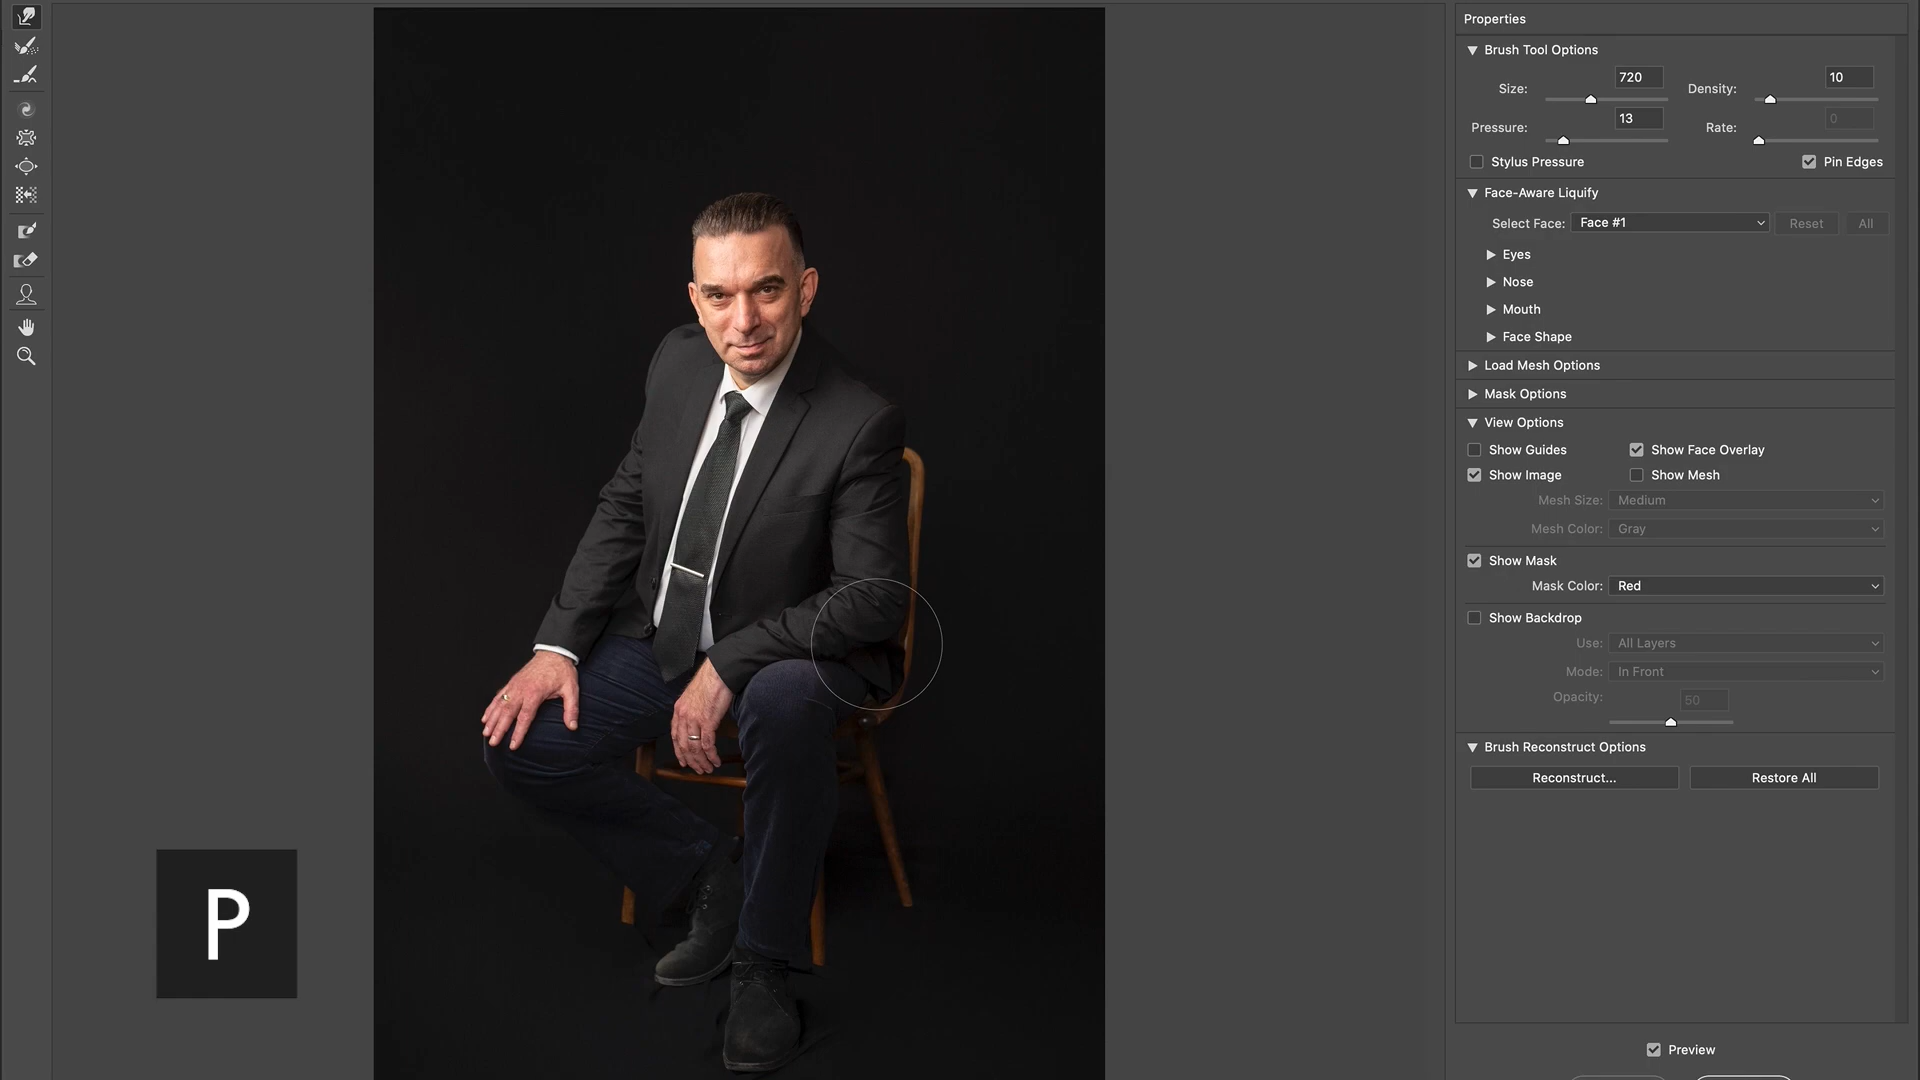 Properties
Brush Tool Options
Size: 720 Density: 10
Pressure: 13 Rate: 0
Stylus Pressure Pin Edges
Face-Aware Liquify
Select Face: Face #1 Reset All
Eyes
Nose
Mouth
Face Shape
Load Mesh Options
Mask Options
View Options
Show Guides Show Face Overlay
Show Image Show Mesh
Mesh Size: Medium
Mesh Color: Gray
Show Mask
Mask Color: Red
Show Backdrop
Use: All Layers
Mode: In Front
Opacity: 50
Brush Reconstruct Options
Reconstruct... Restore All
P
Preview